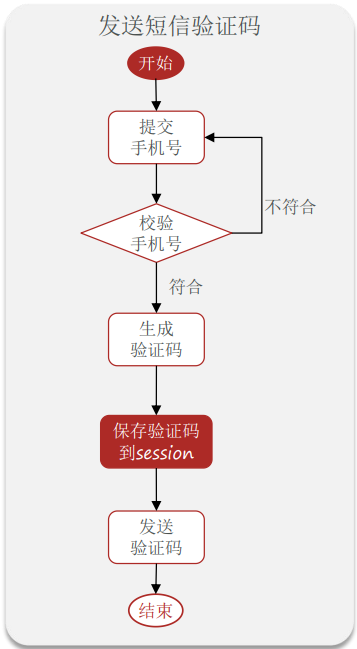 发送短信验证码
开始
提交
手机号
校验
手机号
不符合
符合
生成
验证码
保存验证码
到session
发送
验证码
结束